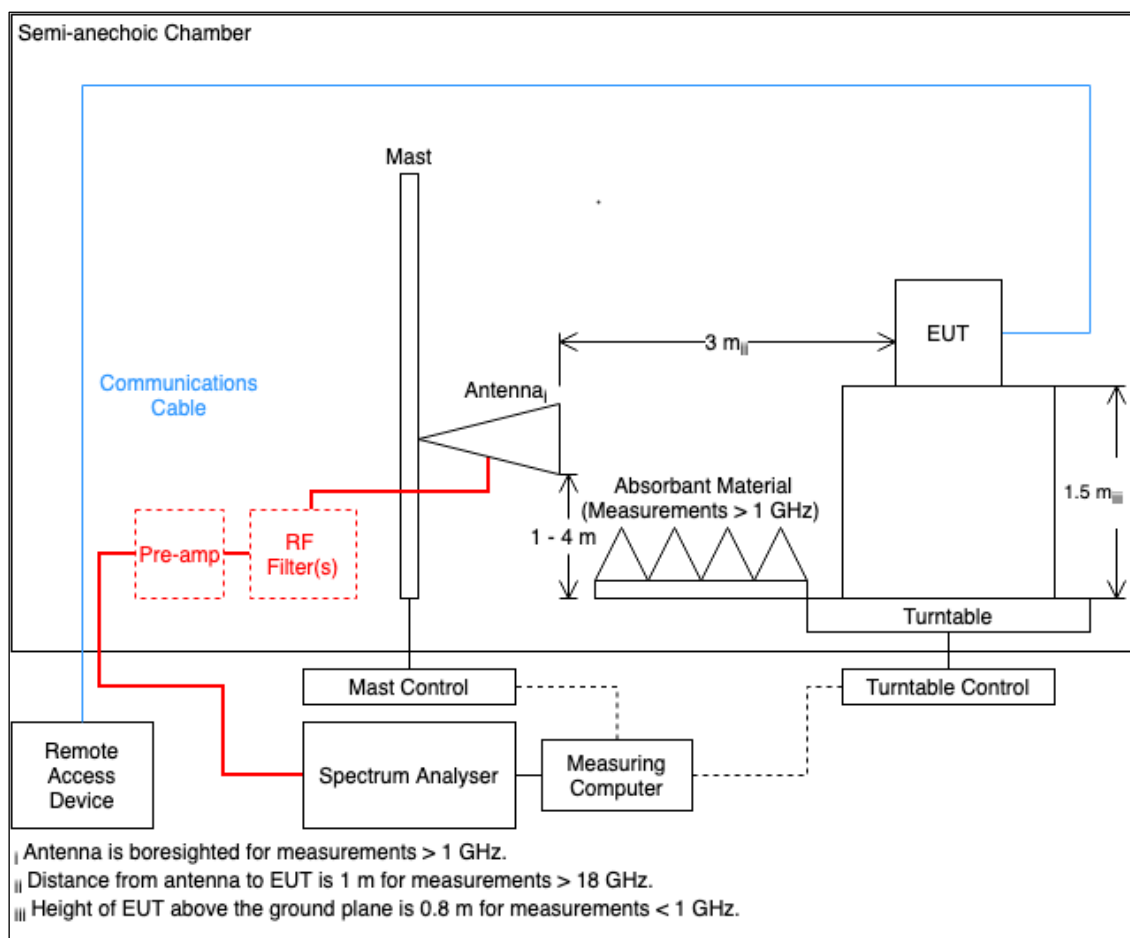 Semi-anechoic Chamber
Mast
EUT
3 m ii
Communications
Cable
Antenna i
Absorbant Material
(Measurements > 1 GHz)
1.5 m iii
1 - 4 m
Pre-amp
RF
Filter(s)
Turntable
Mast Control
Turntable Control
Remote
Access
Device
Spectrum Analyser
Measuring
Computer
i Antenna is boresighted for measurements > 1 GHz.
ii Distance from antenna to EUT is 1 m for measurements > 18 GHz.
iii Height of EUT above the ground plane is 0.8 m for measurements < 1 GHz.